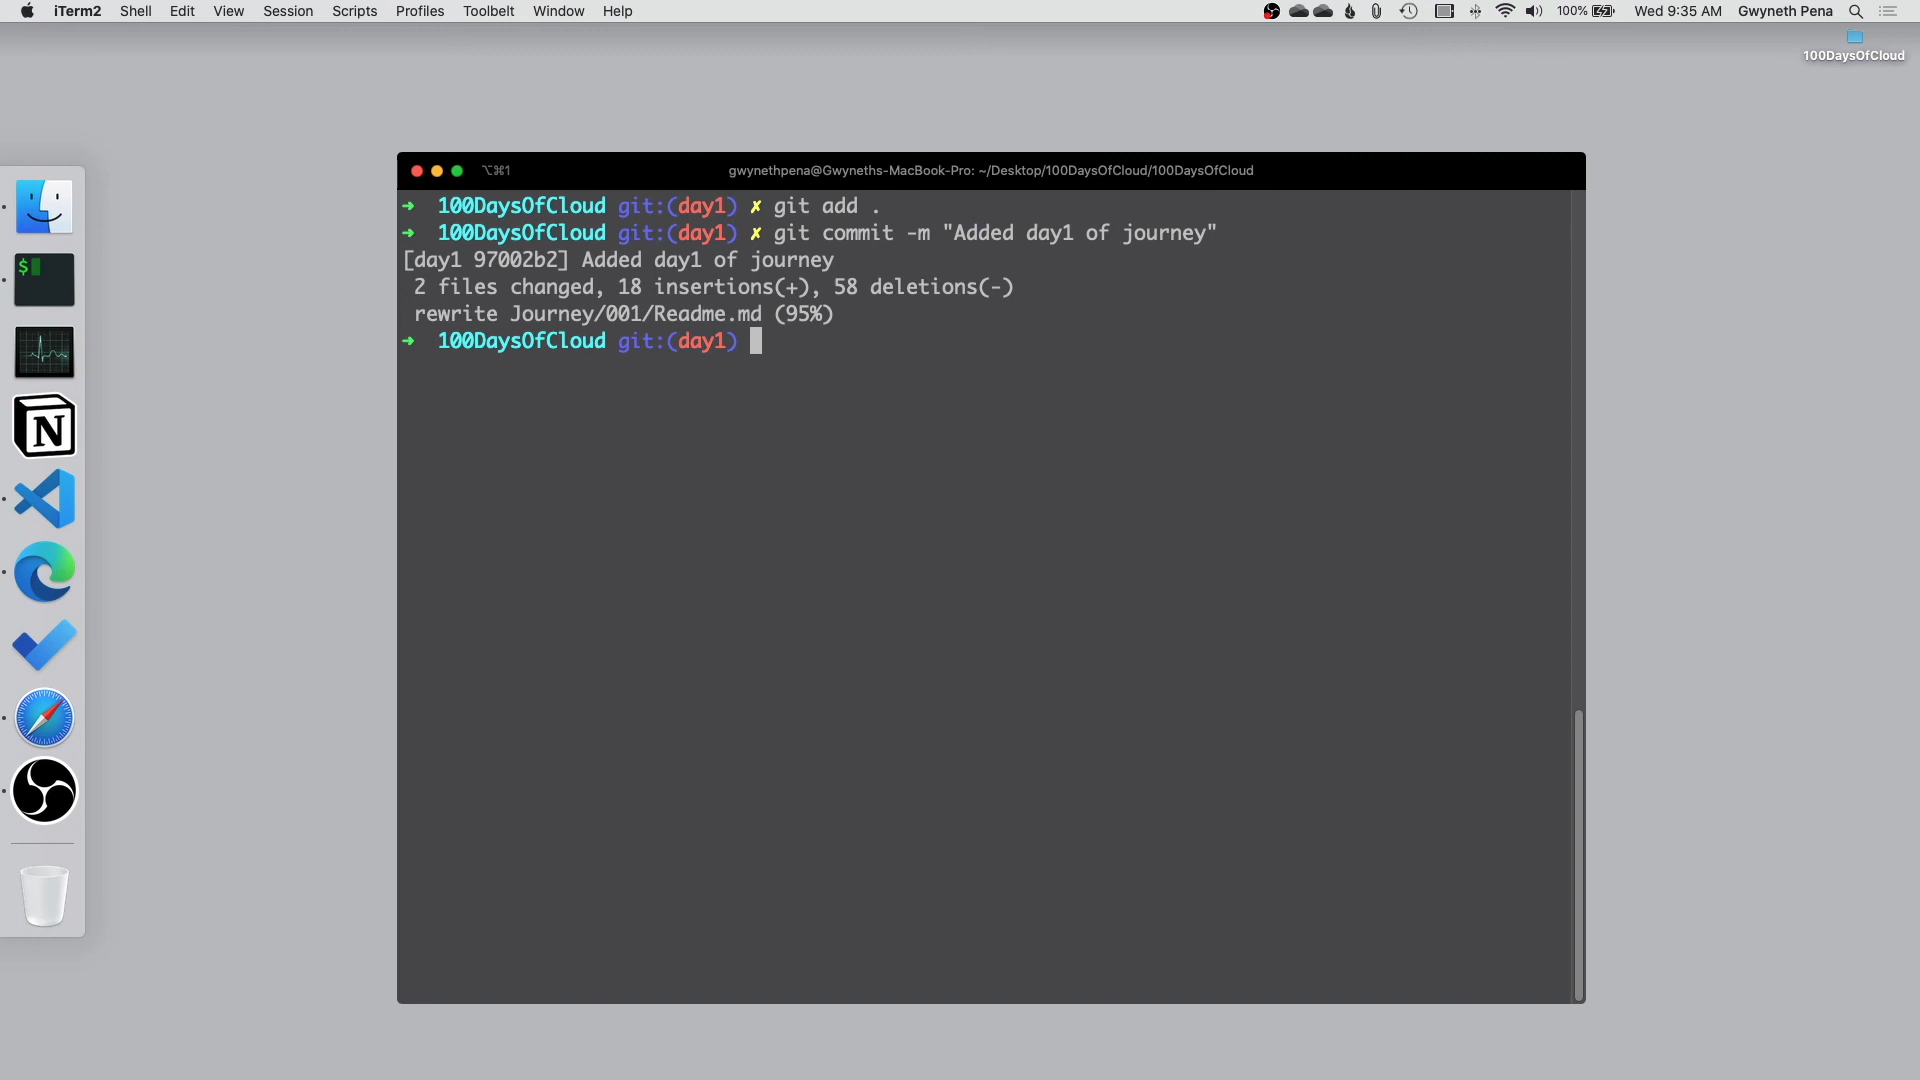 iTerm2 Shell Edit View Session Scripts Profiles Toolbelt Window Help 100% Wed 9:35 AM Gwyneth Pena
100DaysOfCloud
⌥⌘1 gwynethpena@Gwyneths-MacBook-Pro: ~/Desktop/100DaysOfCloud/100DaysOfCloud
➜ 100DaysOfCloud git:(day1) ✗ git add .
➜ 100DaysOfCloud git:(day1) ✗ git commit -m "Added day1 of journey"
[day1 97002b2] Added day1 of journey
2 files changed, 18 insertions(+), 58 deletions(-)
rewrite Journey/001/Readme.md (95%)
➜ 100DaysOfCloud git:(day1)
$
N